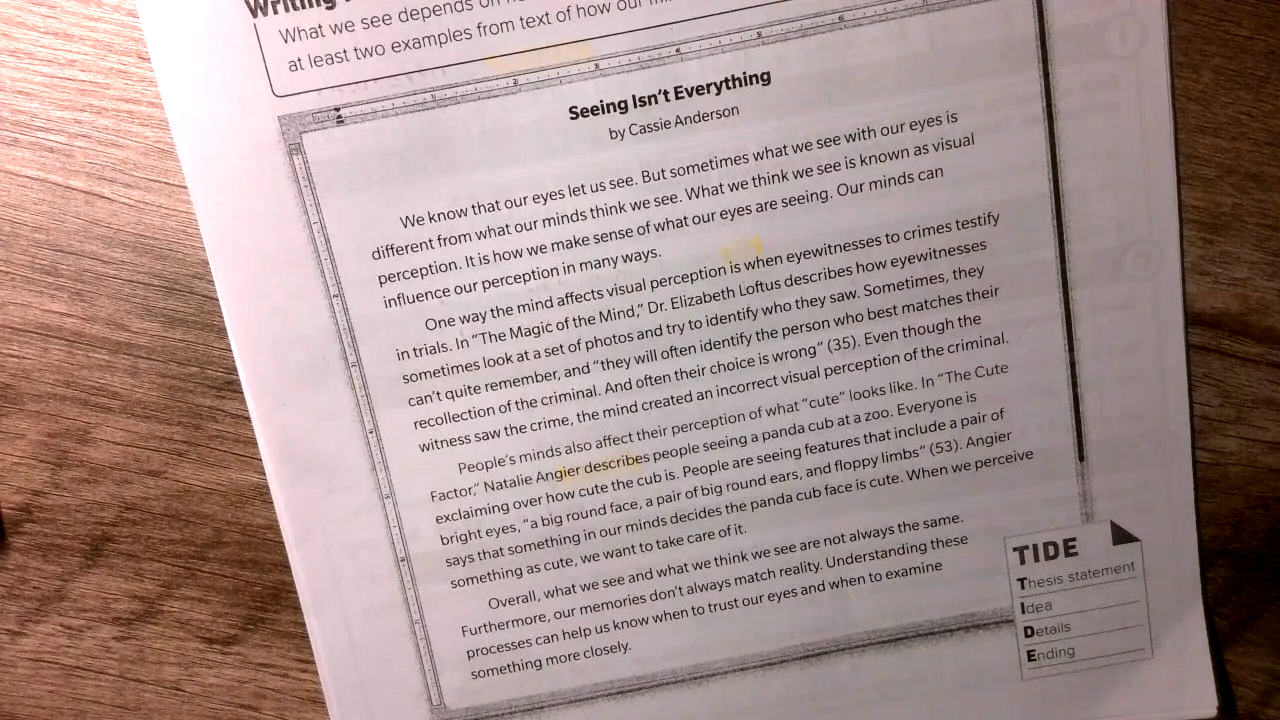 Writing
What we see depends on
at least two examples from text of how our
Seeing Isn't Everything
by Cassie Anderson
We know that our eyes let us see. But sometimes what we see with our eyes is
different from what our minds think we see. What we think we see is known as visual
perception. It is how we make sense of what our eyes are seeing. Our minds can
influence our perception in many ways.
One way the mind affects visual perception is when eyewitnesses to crimes testify
in trials. In "The Magic of the Mind," Dr. Elizabeth Loftus describes how eyewitnesses
sometimes look at a set of photos and try to identify who they saw. Sometimes, they
can't quite remember, and "they will often identify the person who best matches their
recollection of the criminal. And often their choice is wrong" (35). Even though the
witness saw the crime, the mind created an incorrect visual perception of the criminal.
People's minds also affect their perception of what "cute" looks like. In "The Cute
Factor," Natalie Angier describes people seeing a panda cub at a zoo. Everyone is
exclaiming over how cute the cub is. People are seeing features that include a pair of
bright eyes, "a big round face, a pair of big round ears, and floppy limbs" (53). Angier
says that something in our minds decides the panda cub face is cute. When we perceive
something as cute, we want to take care of it.
Overall, what we see and what we think we see are not always the same.
Furthermore, our memories don't always match reality. Understanding these
processes can help us know when to trust our eyes and when to examine
something more closely.
TIDE
Thesis statement
Idea
Details
Ending